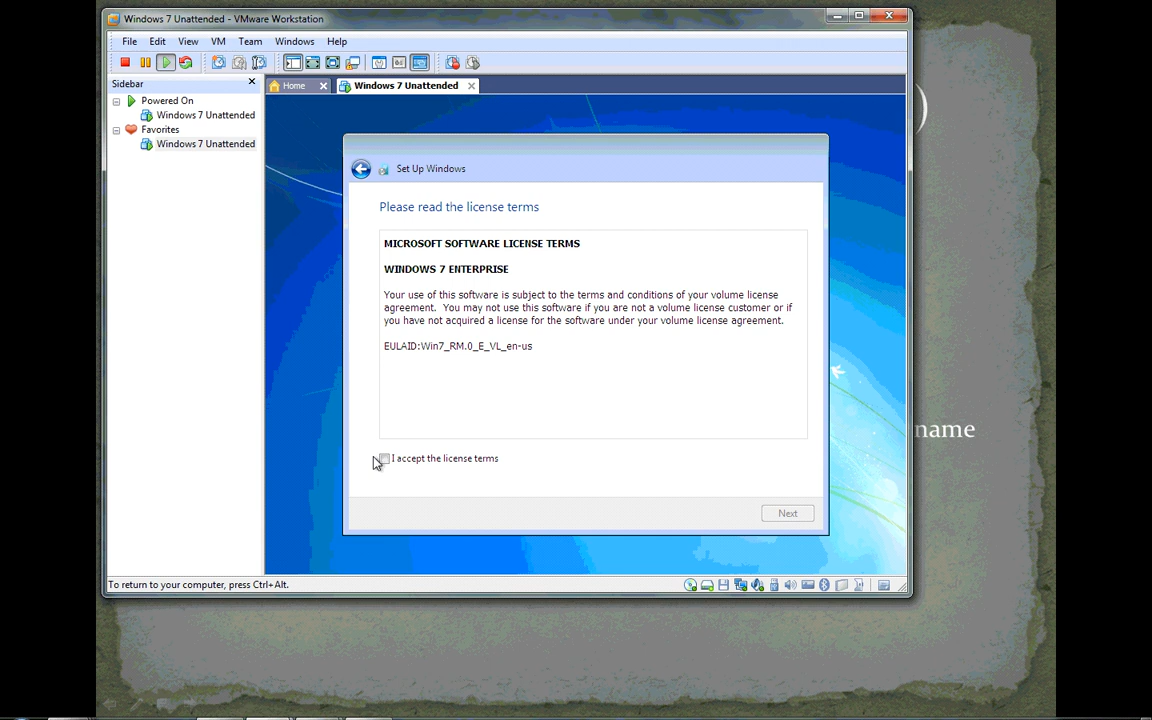 Windows 7 Unattended - VMware Workstation
File Edit View VM Team Windows Help
Sidebar
Home
Windows 7 Unattended
Powered On
Windows 7 Unattended
Favorites
Windows 7 Unattended
Set Up Windows
Please read the license terms
MICROSOFT SOFTWARE LICENSE TERMS
WINDOWS 7 ENTERPRISE
Your use of this software is subject to the terms and conditions of your volume license
agreement. You may not use this software if you are not a volume license customer or if
you have not acquired a license for the software under your volume license agreement.
EULAID:Win7_RM.0_E_VL_en-us
I accept the license terms
Next
To return to your computer, press Ctrl+Alt.
)
name